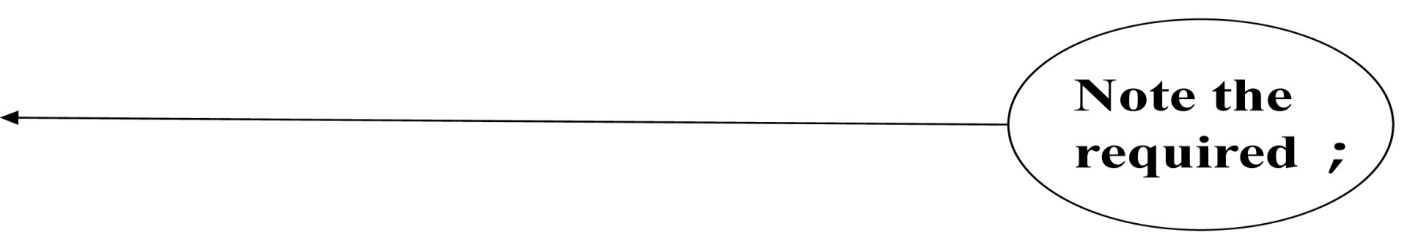 Note the
required ;